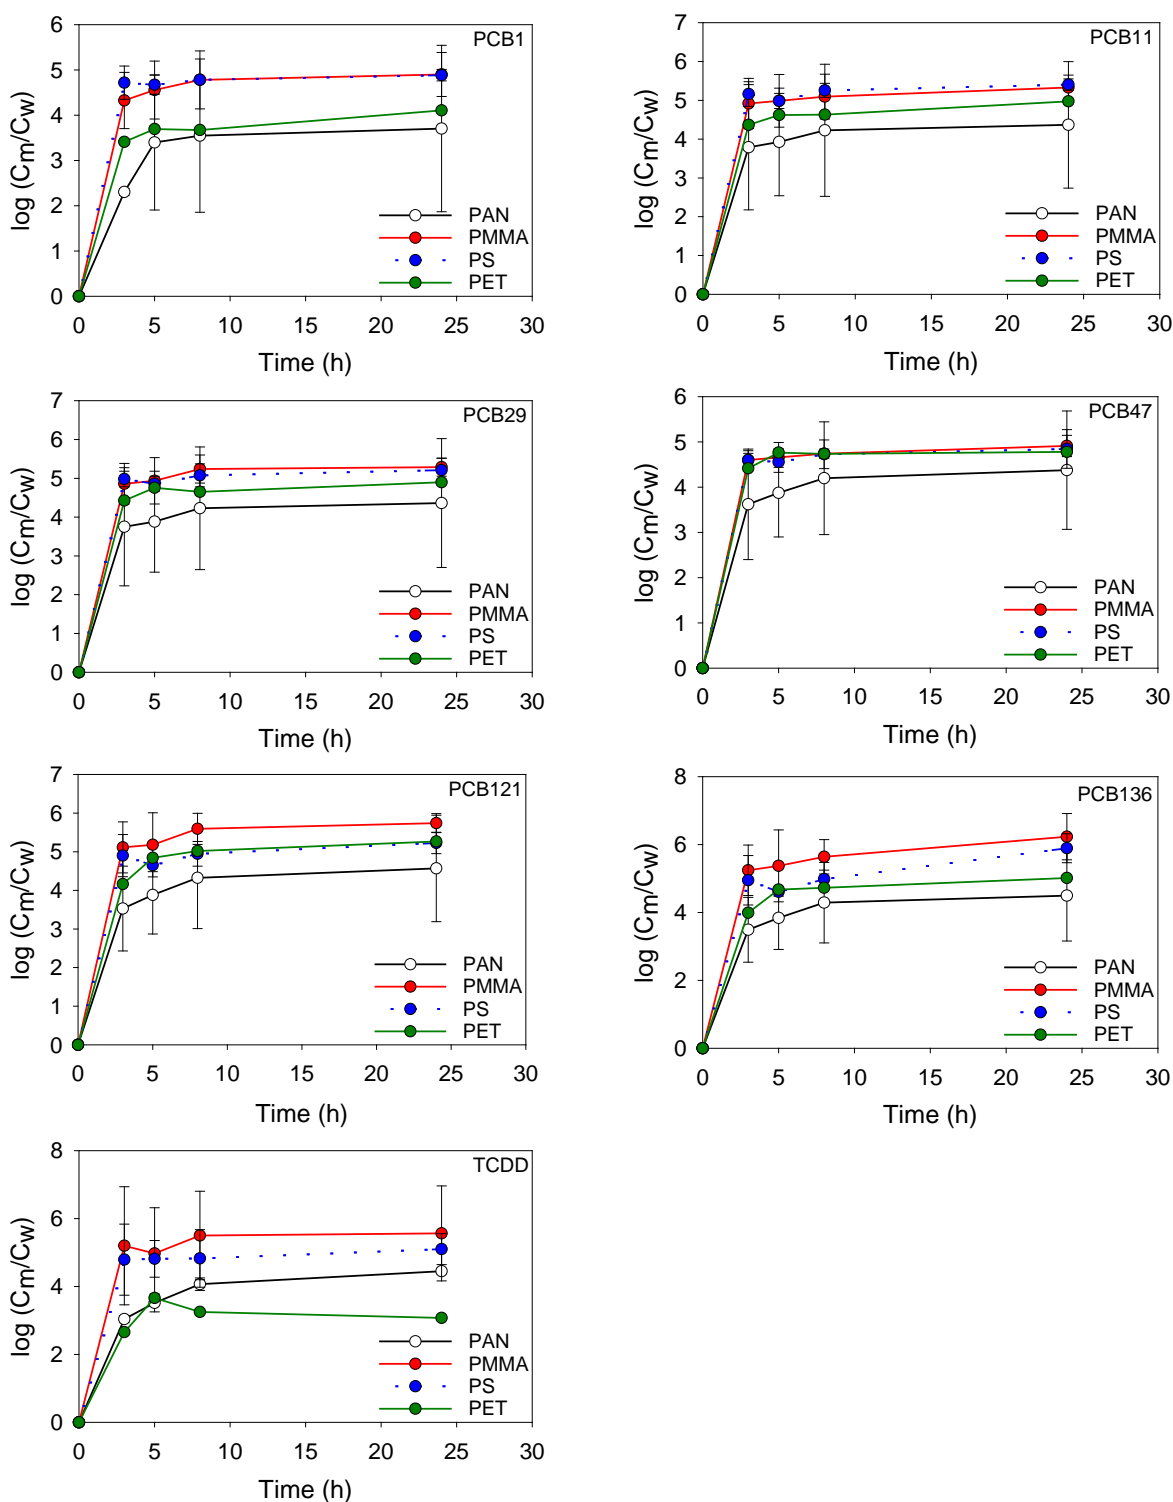 PCB1
log (Cm/Cw)
6
5
4
3
2
1
0
PAN
PMMA
PS
PET
0 5 10 15 20 25 30
Time (h)
PCB11
log (Cm/Cw)
7
6
5
4
3
2
1
0
PAN
PMMA
PS
PET
0 5 10 15 20 25 30
Time (h)
PCB29
log (Cm/Cw)
7
6
5
4
3
2
1
0
PAN
PMMA
PS
PET
0 5 10 15 20 25 30
Time (h)
PCB47
log (Cm/Cw)
6
5
4
3
2
1
0
PAN
PMMA
PS
PET
0 5 10 15 20 25 30
Time (h)
PCB121
log (Cm/Cw)
7
6
5
4
3
2
1
0
PAN
PMMA
PS
PET
0 5 10 15 20 25 30
Time (h)
PCB136
log (Cm/Cw)
8
6
4
2
0
PAN
PMMA
PS
PET
0 5 10 15 20 25 30
Time (h)
TCDD
log (Cm/Cw)
8
6
4
2
0
PAN
PMMA
PS
PET
0 5 10 15 20 25 30
Time (h)